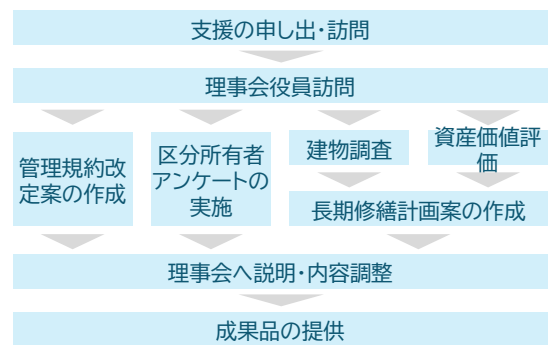 支援の申し出・訪問
理事会役員訪問
管理規約改
定案の作成
区分所有者
アンケートの
実施
建物調査
資産価値評
価
長期修繕計画案の作成
理事会へ説明・内容調整
成果品の提供